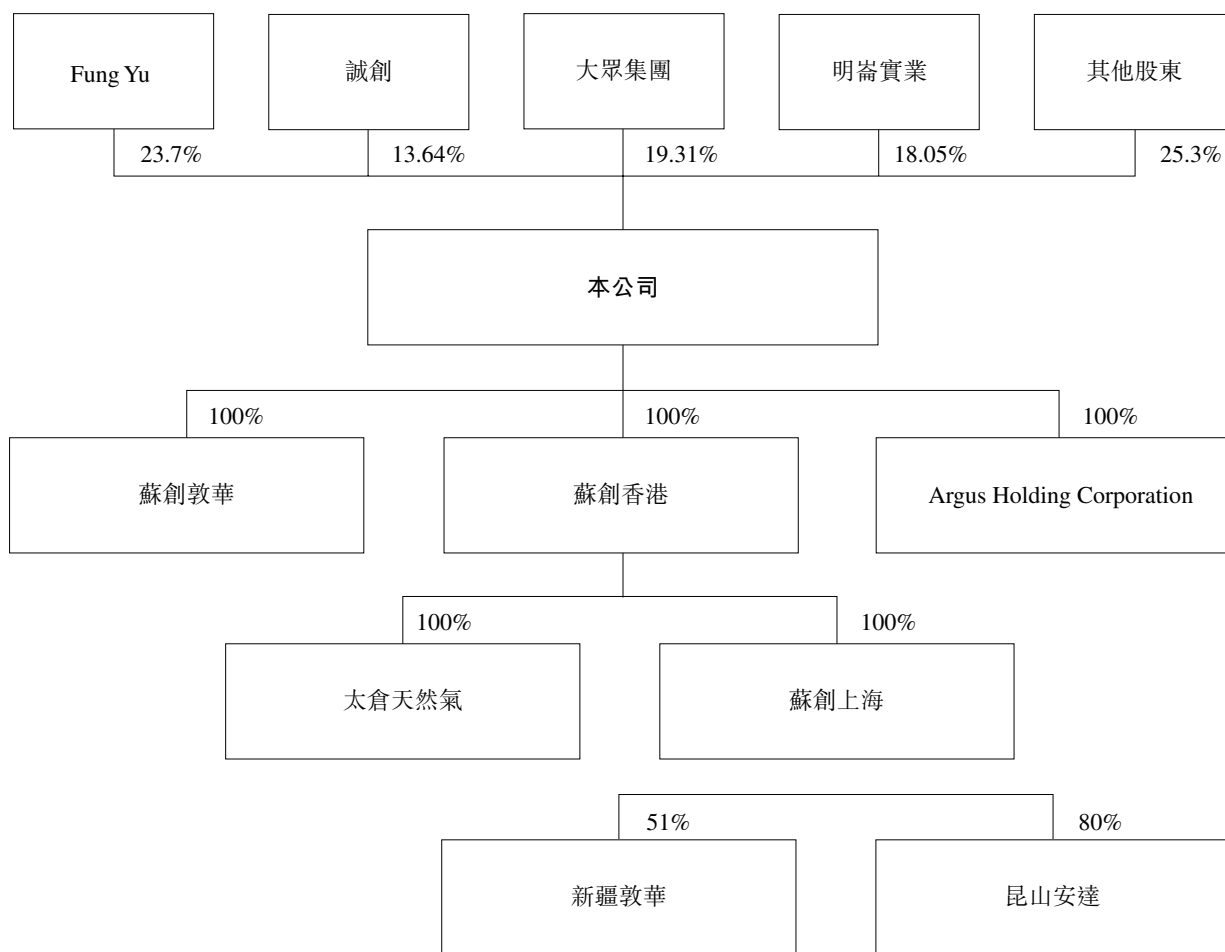 Fung Yu
誠創
大眾集團
明崙實業
其他股東
23.7%
13.64%
19.31%
18.05%
25.3%
本公司
100%
100%
100%
蘇創敦華
蘇創香港
Argus Holding Corporation
100%
100%
太倉天然氣
蘇創上海
51%
80%
新疆敦華
昆山安達